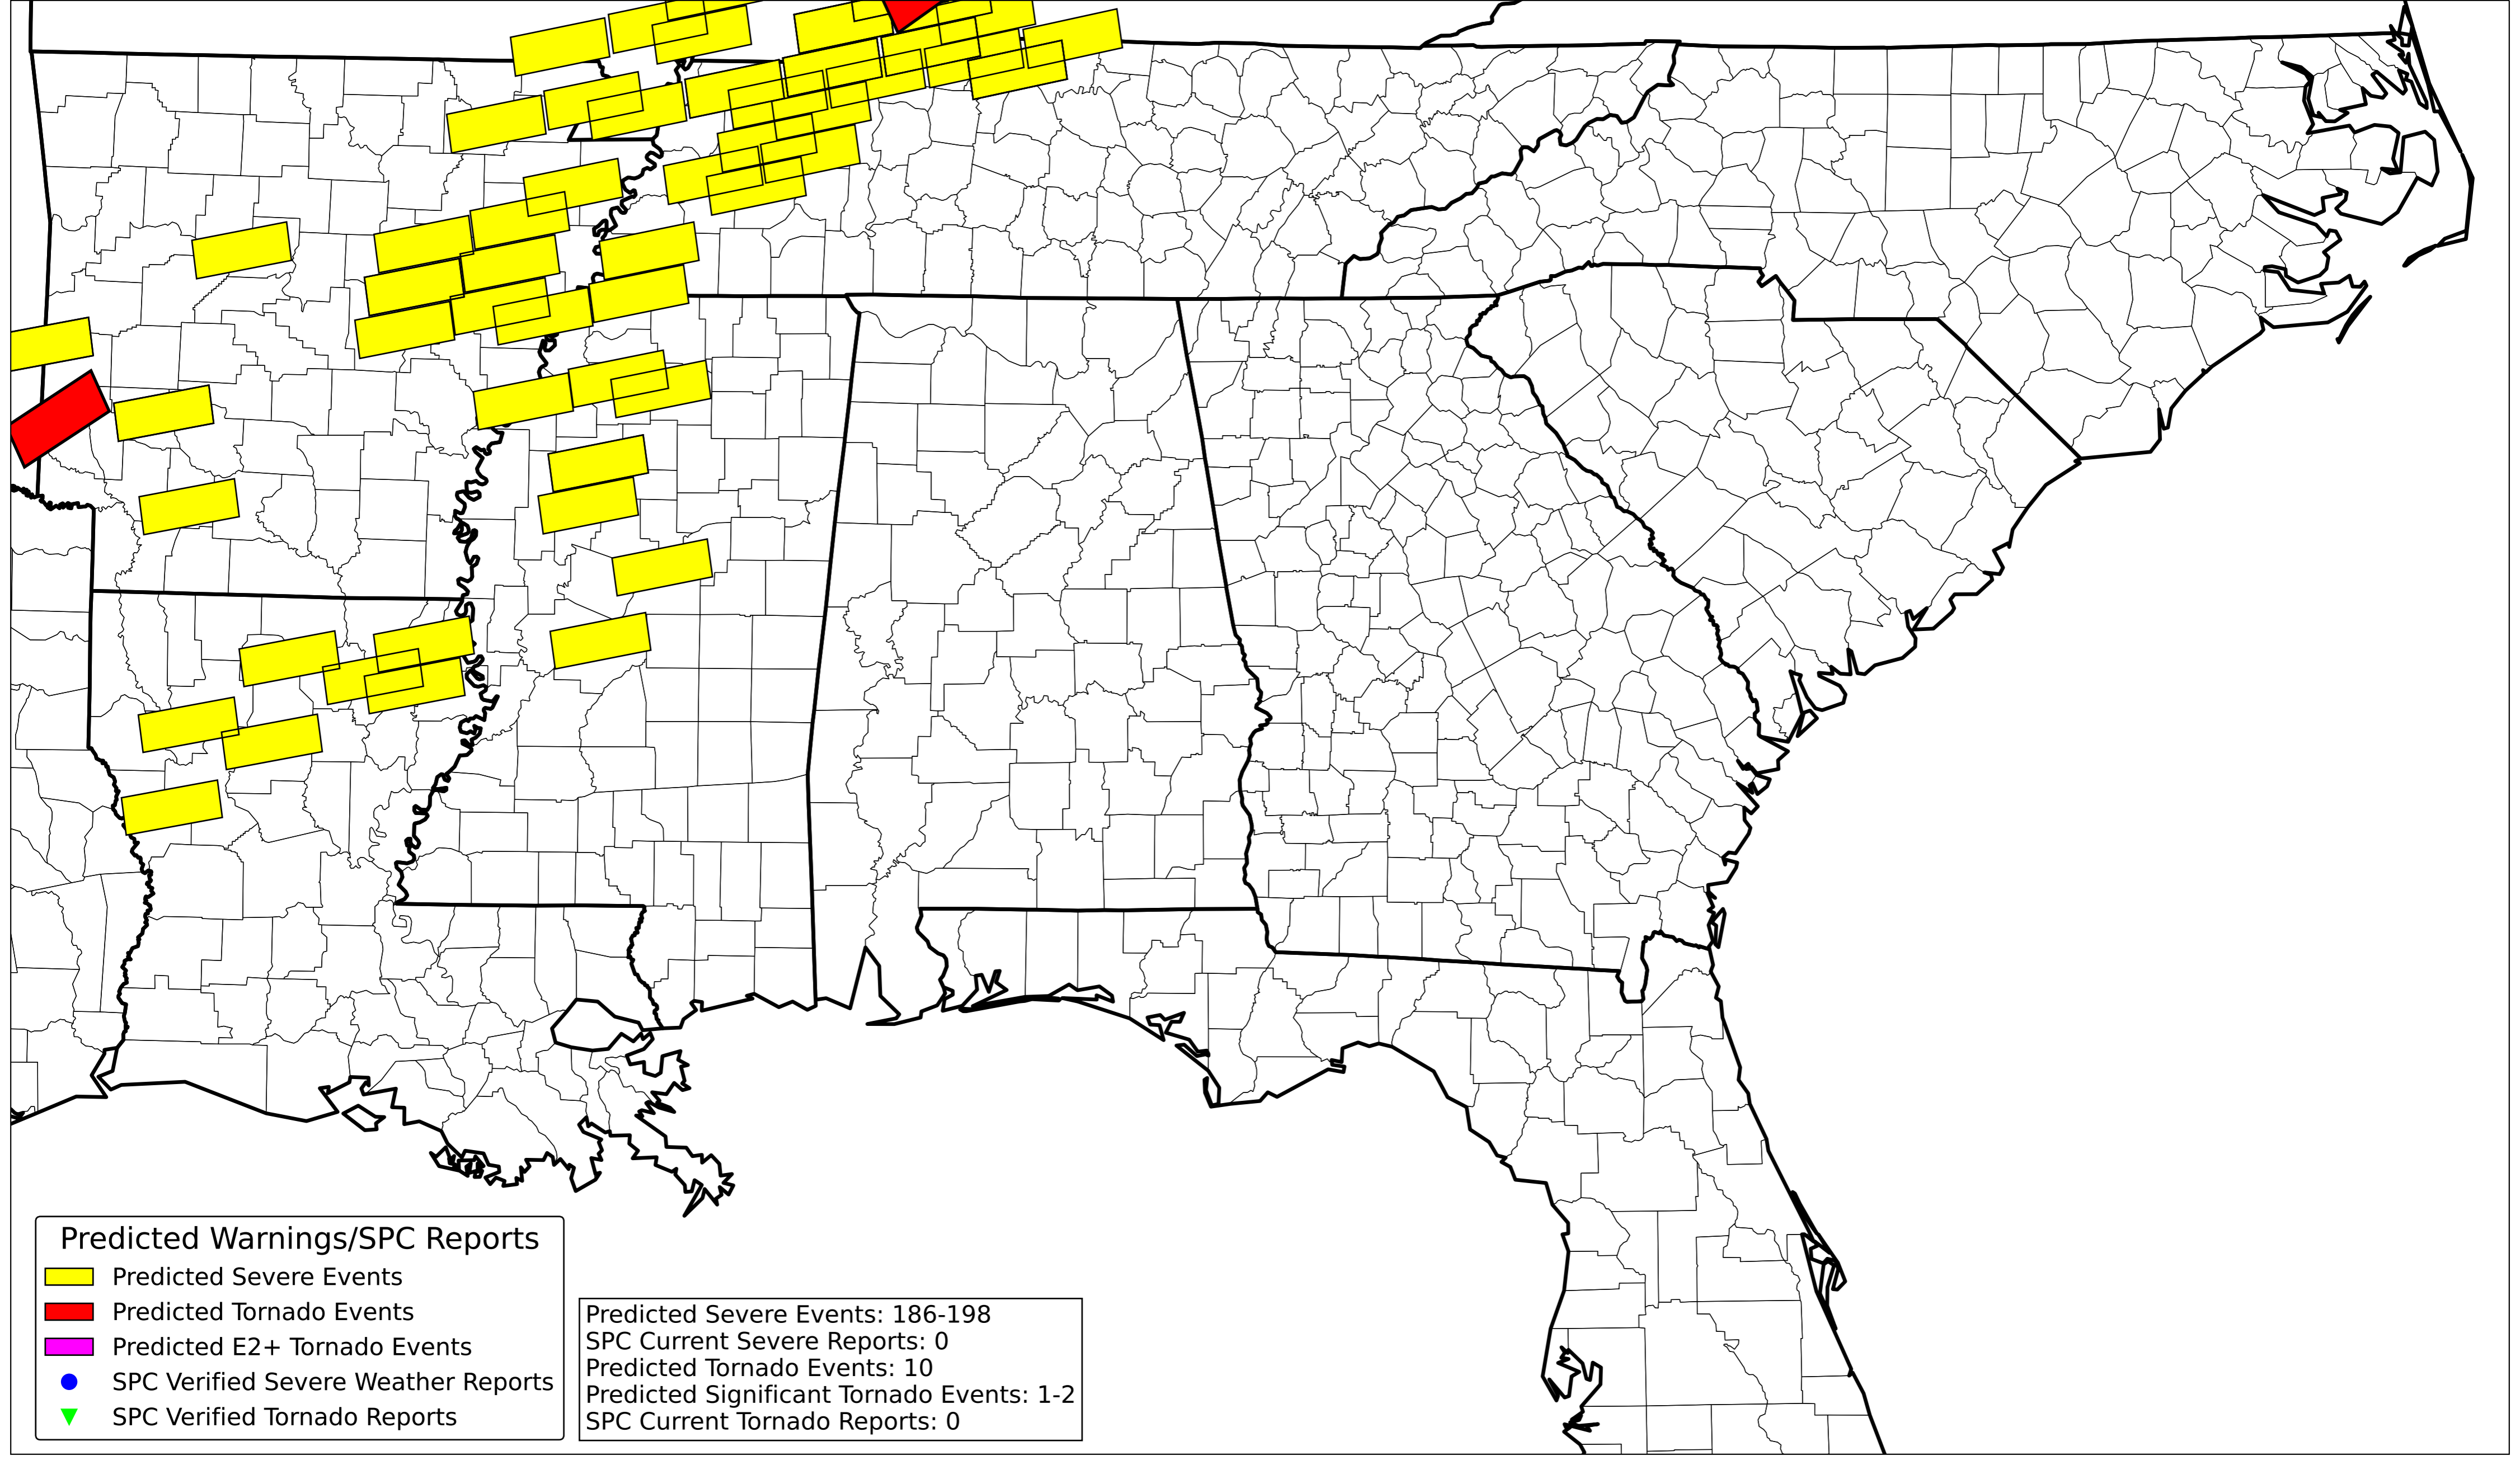 Predicted Warnings/SPC Reports
Predicted Severe Events
Predicted Tornado Events
Predicted E2+ Tornado Events
SPC Verified Severe Weather Reports
SPC Verified Tornado Reports
Predicted Severe Events: 186-198
SPC Current Severe Reports: 0
Predicted Tornado Events: 10
Predicted Significant Tornado Events: 1-2
SPC Current Tornado Reports: 0